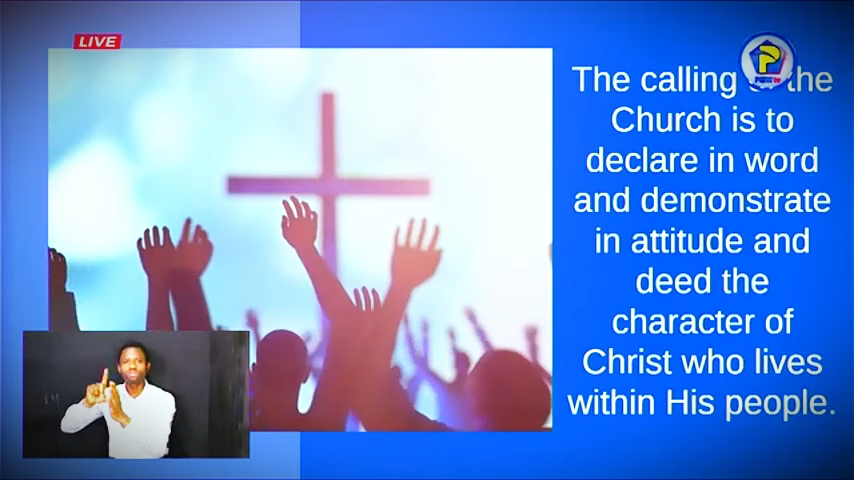 LIVE
The calling the
Church is to
declare in word
and demonstrate
in attitude and
deed the
character of
Christ who lives
within His people.
P